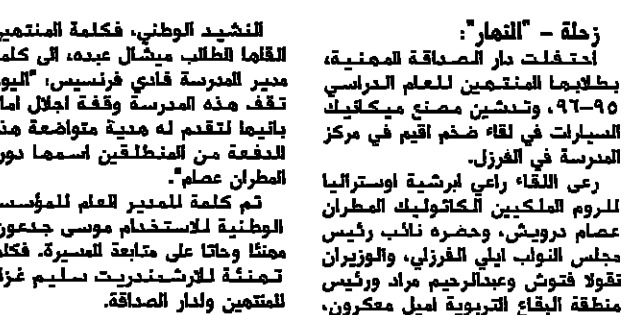 زحلة – "النهار":
احتفلت دار الصداقة المهنية،
بطلابها المنتهين للعام الدراسي
٩٥–٩٦، وتدشين مصنع ميكانيك
السيارات في لقاء ضخم اقيم في مركز
المدرسة في الفرزل.
رعى اللقاء راعي ابرشية اوستراليا
للروم الملكيين الكاثوليك المطران
عصام درويش، وحضره نائب رئيس
مجلس النواب ايلي الفرزلي، والوزيران
نقولا فتوش وعبدالرحيم مراد ورئيس
منطقة البقاع التربوية اميل معكرون،
النشيد الوطني، فكلمة المنتهين
القاها الطالب ميشال عبده، الى كلمة
مدير المدرسة فادي فرنسيس: "اليوم
تقف هذه المدرسة وقفة اجلال امام
بانيها لتقدم له هدية متواضعة هذه
الدفعة من المنطلقين اسمها دورة
المطران عصام".
ثم كلمة للمدير العام للمؤسسة
الوطنية للاستخدام موسى جدعون
مهنئا وحاثا على متابعة المسيرة. فكلمة
تهنئة للارشمندريت سليم غزال
للمنتهين ولدار الصداقة.